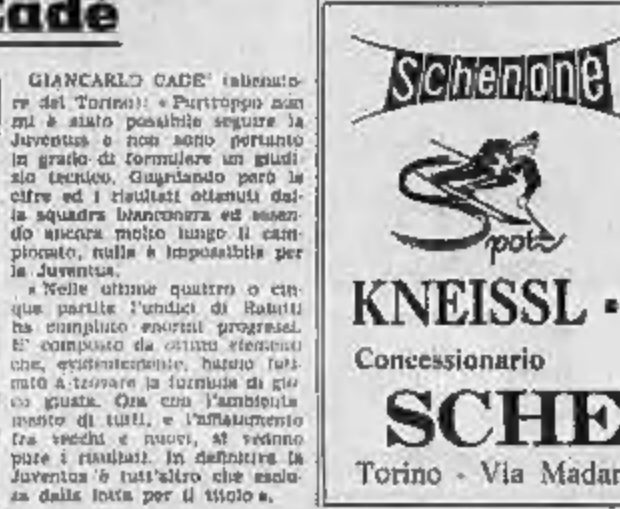 Cade
GIANCARLO CADE' (allenato-
re del Torino): « Purtroppo non
mi è stato possibile seguire la
Juventus e non sono pertanto
in grado di formulare un giudi-
zio tecnico. Guardando però le
cifre ed i risultati ottenuti dal-
la squadra bianconera ed essen-
do ancora molto lungo il cam-
pionato, nulla è impossibile per
la Juventus.
« Nelle ultime quattro o cin-
que partite l'undici di Rabitti
ha compiuto enormi progressi.
E' composto da ottimi elementi
che, evidentemente, hanno
a trovare la formula di gio-
co giusta. Ora con l'ambienta-
mento di tutti, e l'affiatamento
fra vecchi e nuovi, si vedono
pure i risultati. In definitiva la
Juventus è tutt'altro che esclu-
sa dalla lotta per il titolo ».
Schenone
Spot
KNEISSL -
Concessionario
SCHE
Torino - Via Madan